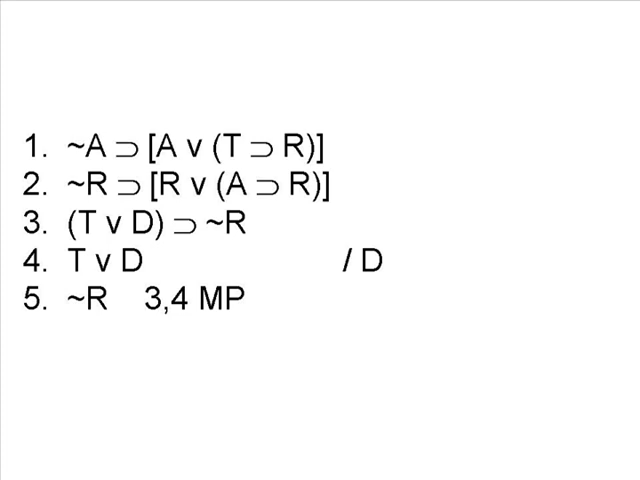 1. ~A ⊃ [A v (T ⊃ R)]
2. ~R ⊃ [R v (A ⊃ R)]
3. (T v D) ⊃ ~R
4. T v D / D
5. ~R 3,4 MP